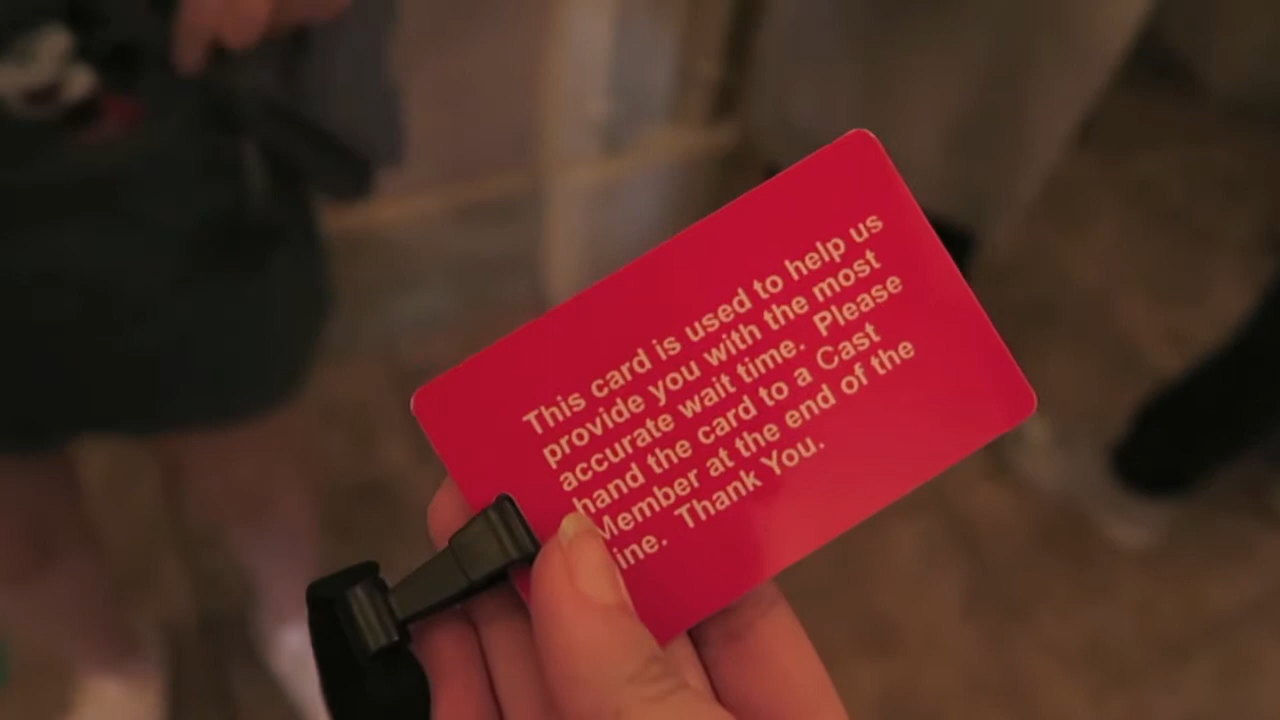 This card is used to help us
provide you with the most
accurate wait time. Please
hand the card to a Cast
Member at the end of the
line. Thank You.